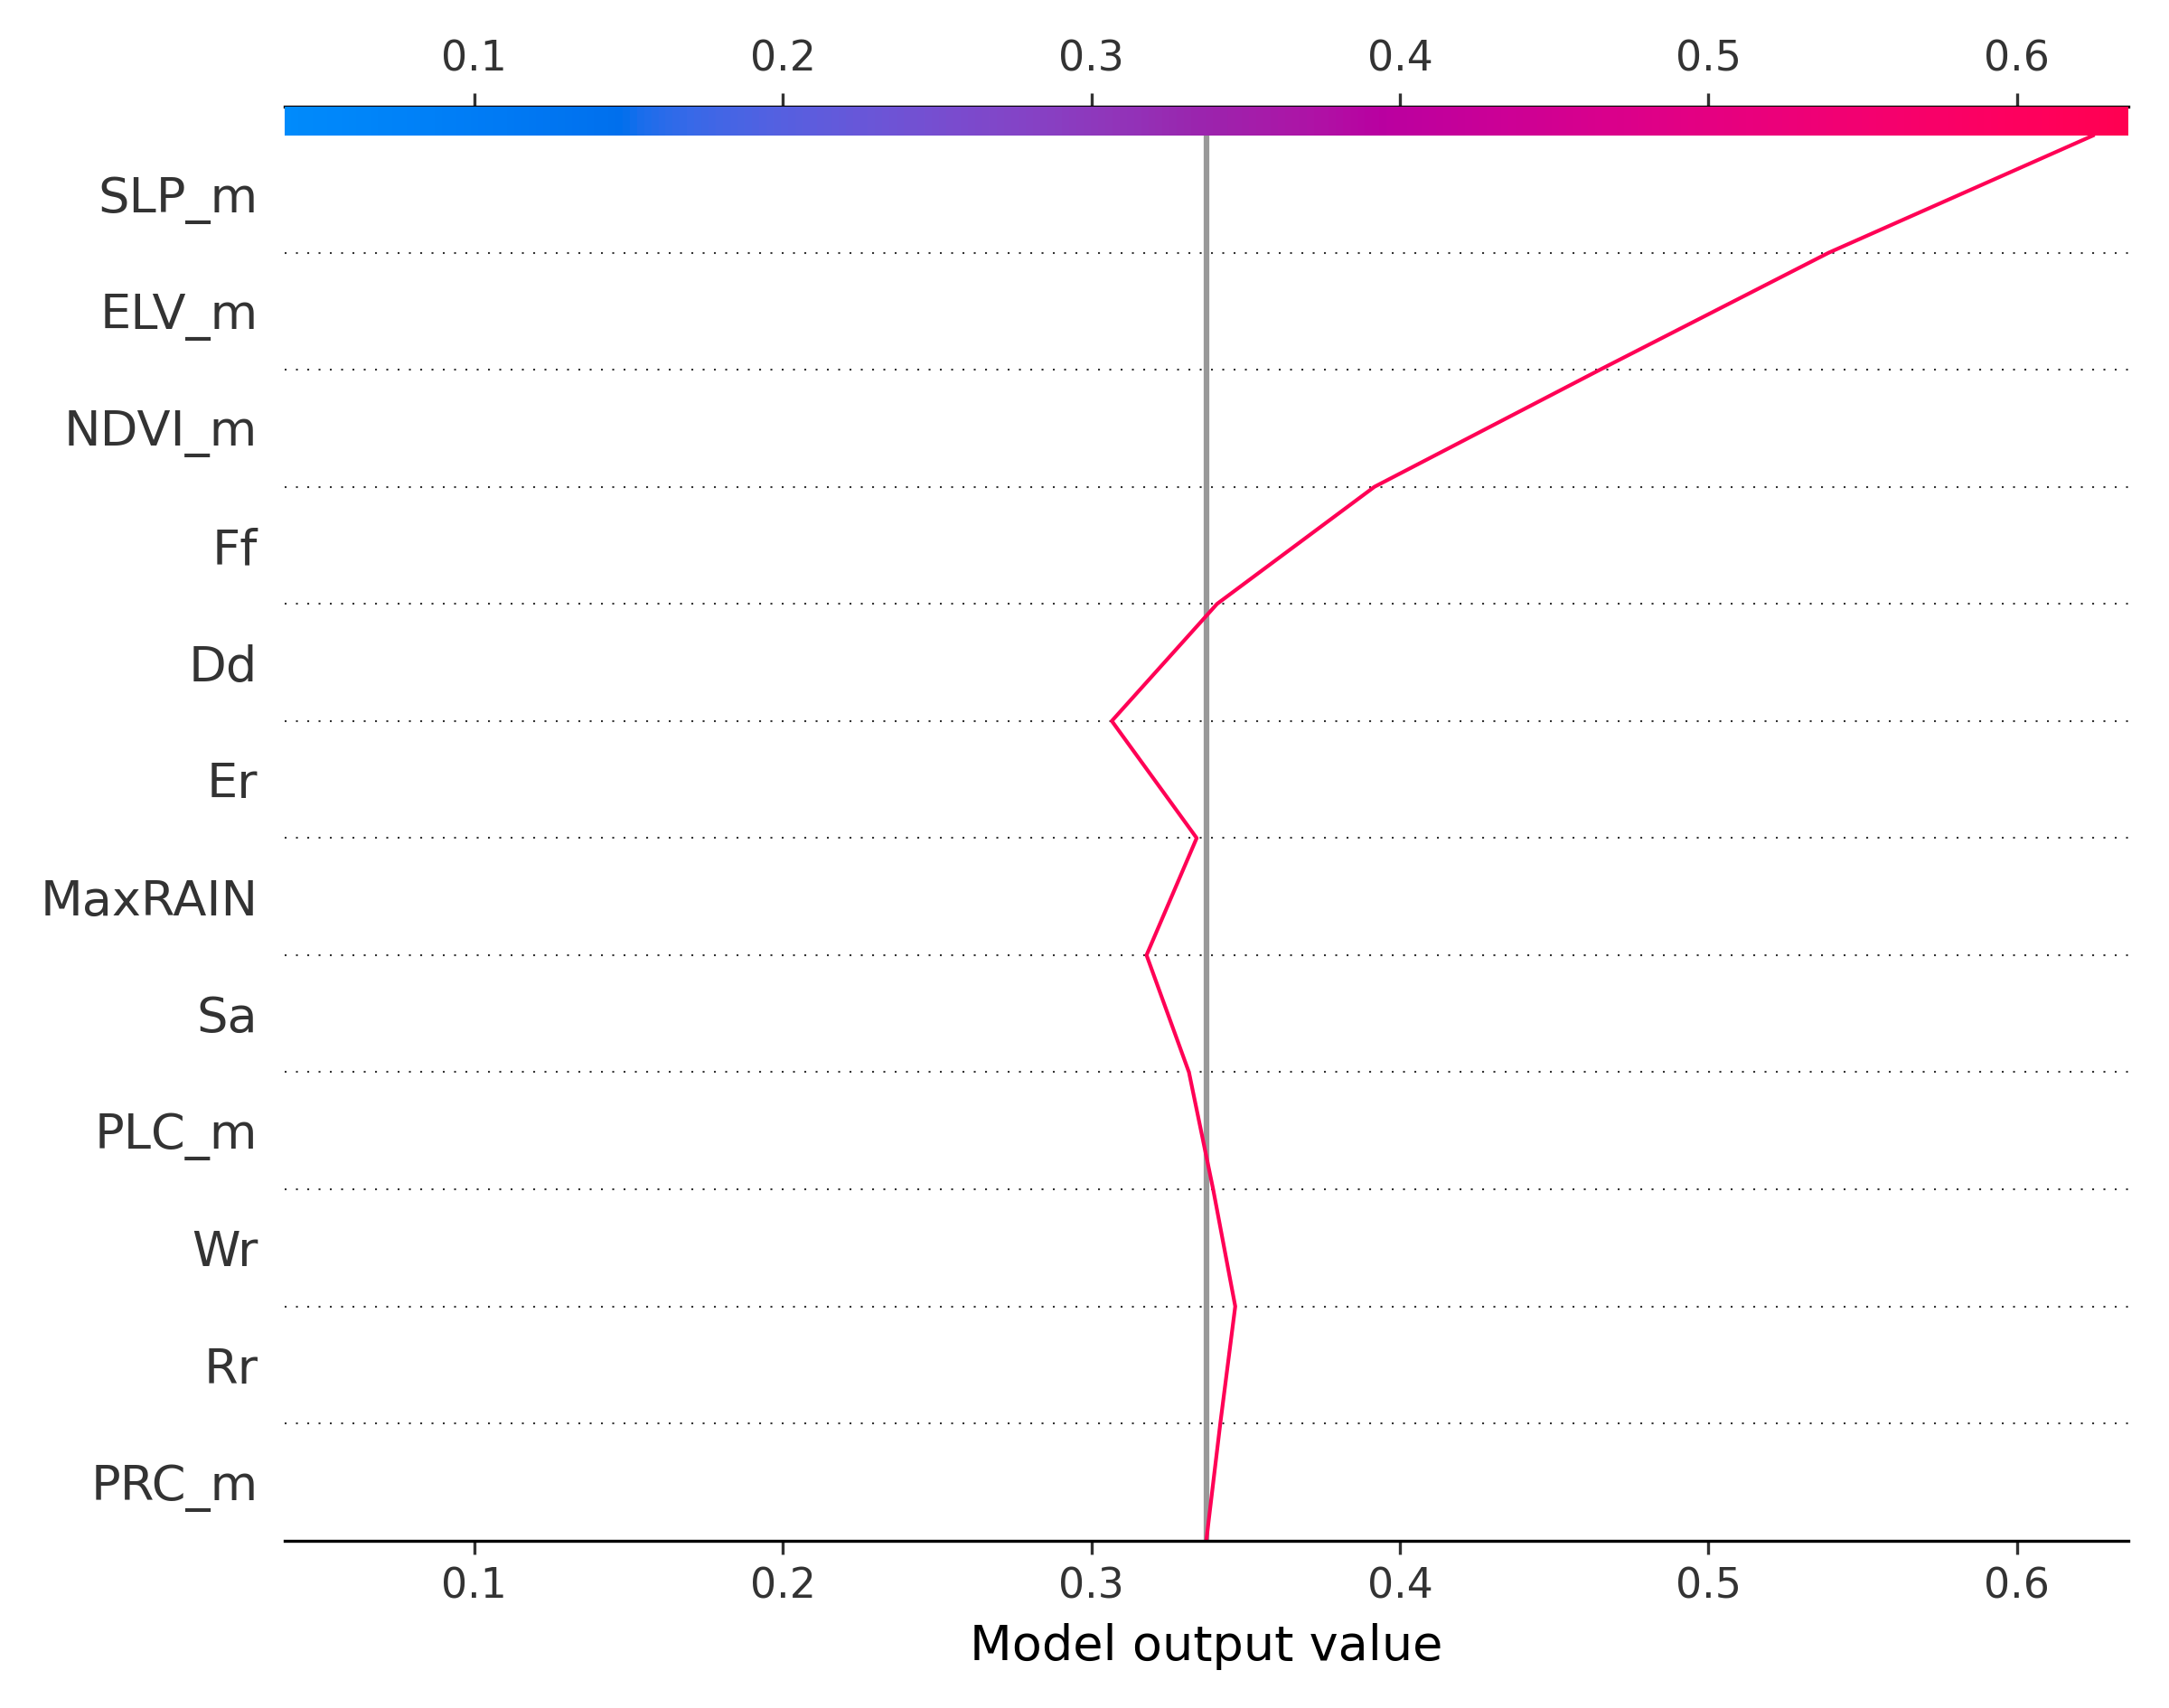 0.1 0.2 0.3 0.4 0.5 0.6
SLP_m
ELV_m
NDVI_m
Ff
Dd
Er
MaxRAIN
Sa
PLC_m
Wr
Rr
PRC_m
0.1 0.2 0.3 0.4 0.5 0.6
Model output value